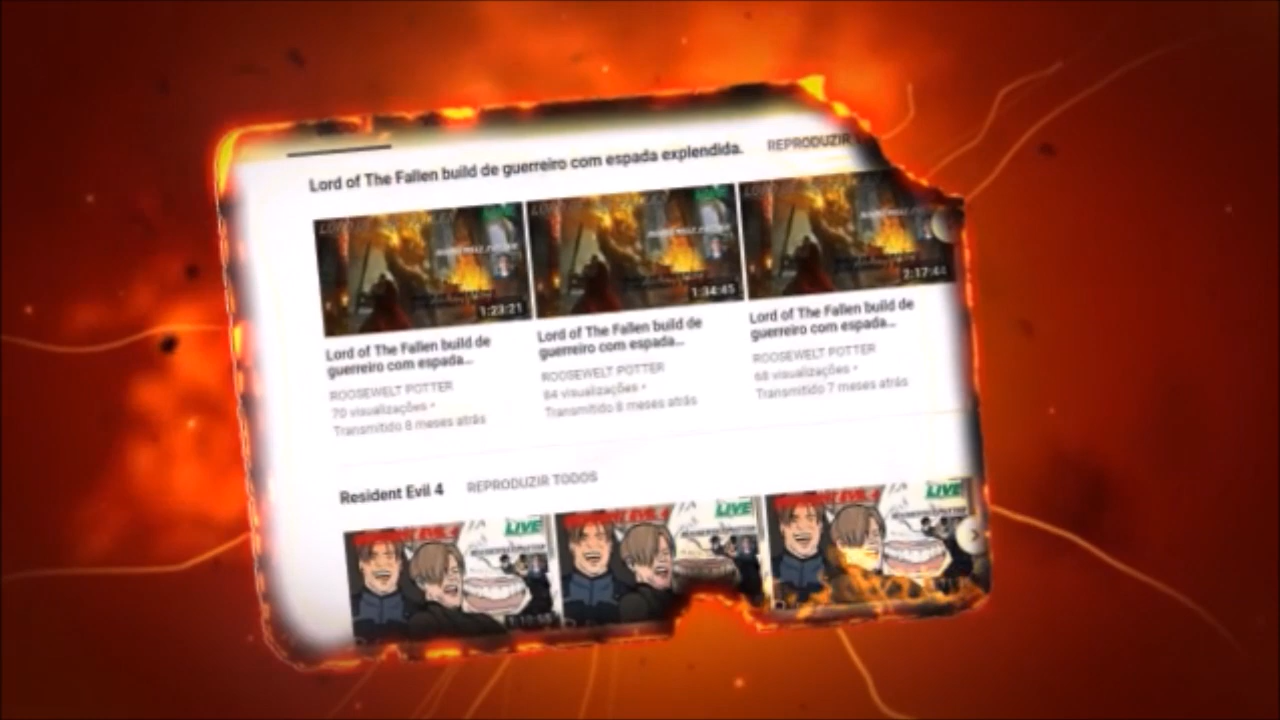 Lord of The Fallen build de guerreiro com espada explendida. REPRODUZIR
1:23:21
1:34:45
2:17:44
Lord of The Fallen build de
guerreiro com espada...
ROOSEWELT POTTER
70 visualizações •
Transmitido 8 meses atrás
Lord of The Fallen build de
guerreiro com espada...
ROOSEWELT POTTER
84 visualizações •
Transmitido 8 meses atrás
Lord of The Fallen build de
guerreiro com espada...
ROOSEWELT POTTER
68 visualizações •
Transmitido 7 meses atrás
Resident Evil 4 REPRODUZIR TODOS
LIVE
LIVE
RESIDENT EVIL 4 LIVE